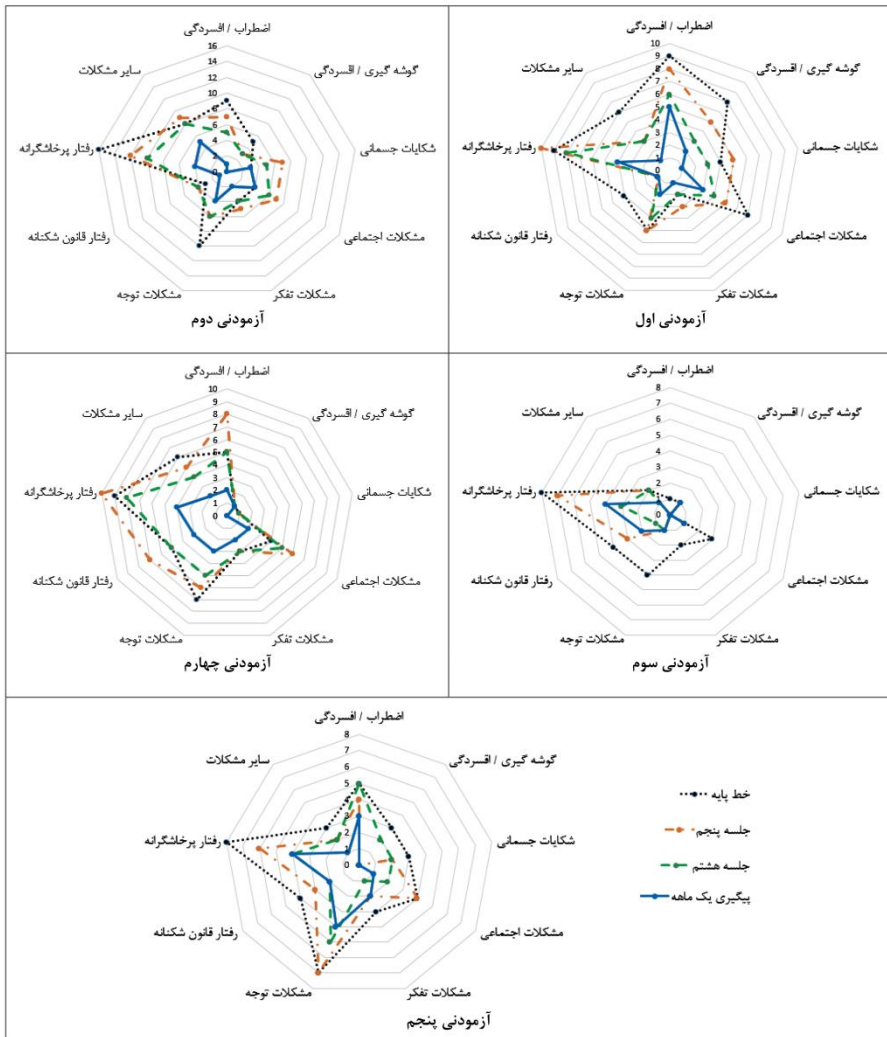 اضطراب / افسردگی
10
9
8
7
6
5
4
3
2
1
0
گوشه گیری / اقسردگی
شکایات جسمانی
مشکلات اجتماعی
مشکلات تفکر
مشکلات توجه
رفتار قانون شکنانه
رفتار پرخاشگرانه
سایر مشکلات
آزمودنی اول
اضطراب / افسردگی
16
14
12
10
8
6
4
2
0
گوشه گیری / اقسردگی
شکایات جسمانی
مشکلات اجتماعی
مشکلات تفکر
مشکلات توجه
رفتار قانون شکنانه
رفتار پرخاشگرانه
سایر مشکلات
آزمودنی دوم
اضطراب / افسردگی
8
7
6
5
4
3
2
1
0
گوشه گیری / اقسردگی
شکایات جسمانی
مشکلات اجتماعی
مشکلات تفکر
مشکلات توجه
رفتار قانون شکنانه
رفتار پرخاشگرانه
سایر مشکلات
آزمودنی سوم
اضطراب / افسردگی
10
9
8
7
6
5
4
3
2
1
0
گوشه گیری / اقسردگی
شکایات جسمانی
مشکلات اجتماعی
مشکلات تفکر
مشکلات توجه
رفتار قانون شکنانه
رفتار پرخاشگرانه
سایر مشکلات
آزمودنی چهارم
اضطراب / افسردگی
8
7
6
5
4
3
2
1
0
گوشه گیری / اقسردگی
شکایات جسمانی
مشکلات اجتماعی
مشکلات تفکر
مشکلات توجه
رفتار قانون شکنانه
رفتار پرخاشگرانه
سایر مشکلات
آزمودنی پنجم
خط پایه
جلسه پنجم
جلسه هشتم
پیگیری یک ماهه